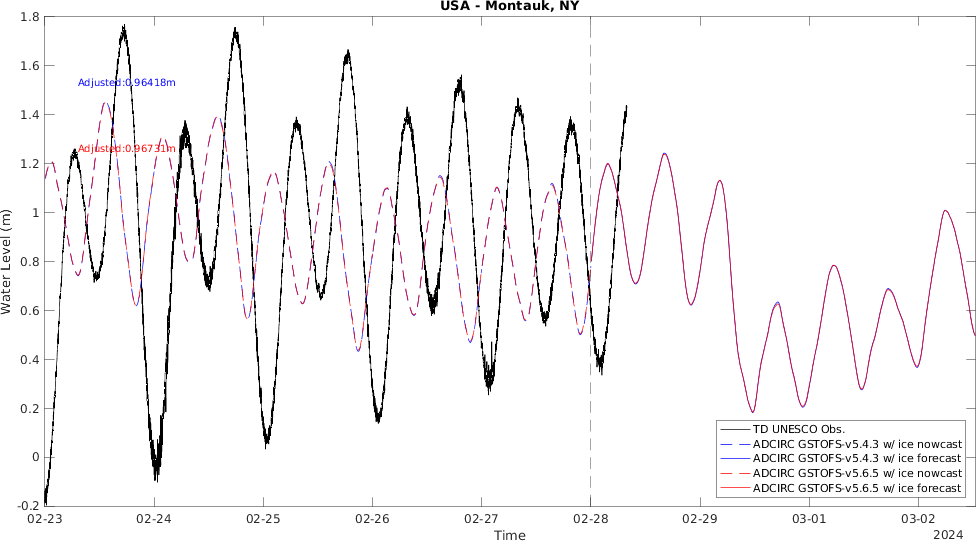 USA - Montauk, NY
1.8
1.6
1.4
1.2
1
0.8
0.6
0.4
0.2
0
-0.2
Water Level (m)
Adjusted:0.96418m
Adjusted:0.96731m
TD UNESCO Obs.
ADCIRC GSTOFS-v5.4.3 w/ ice nowcast
ADCIRC GSTOFS-v5.4.3 w/ ice forecast
ADCIRC GSTOFS-v5.6.5 w/ ice nowcast
ADCIRC GSTOFS-v5.6.5 w/ ice forecast
02-23 02-24 02-25 02-26 02-27 02-28 02-29 03-01 03-02
Time
2024